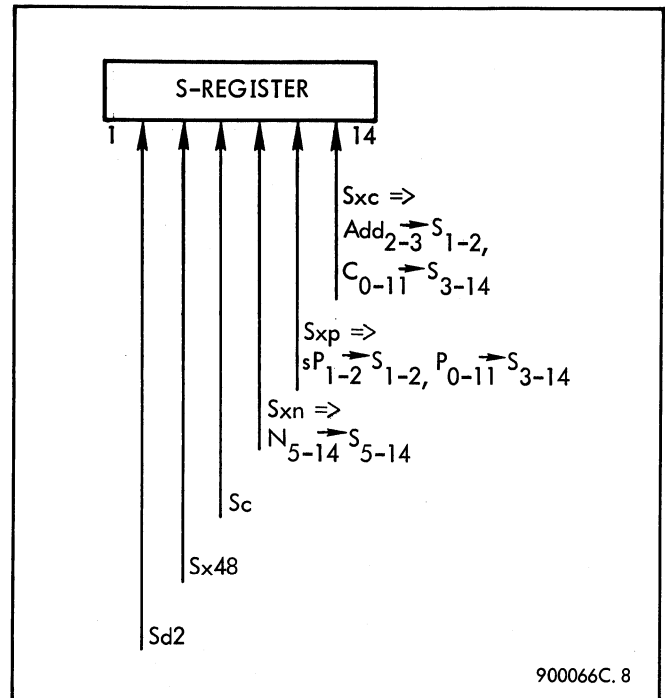 S-REGISTER
1 14
Sxc =>
Add2-3 → S1-2,
C0-11 → S3-14
Sxp =>
sP1-2 → S1-2, P0-11 → S3-14
Sxn =>
N5-14 → S5-14
Sc
Sx48
Sd2
900066C. 8